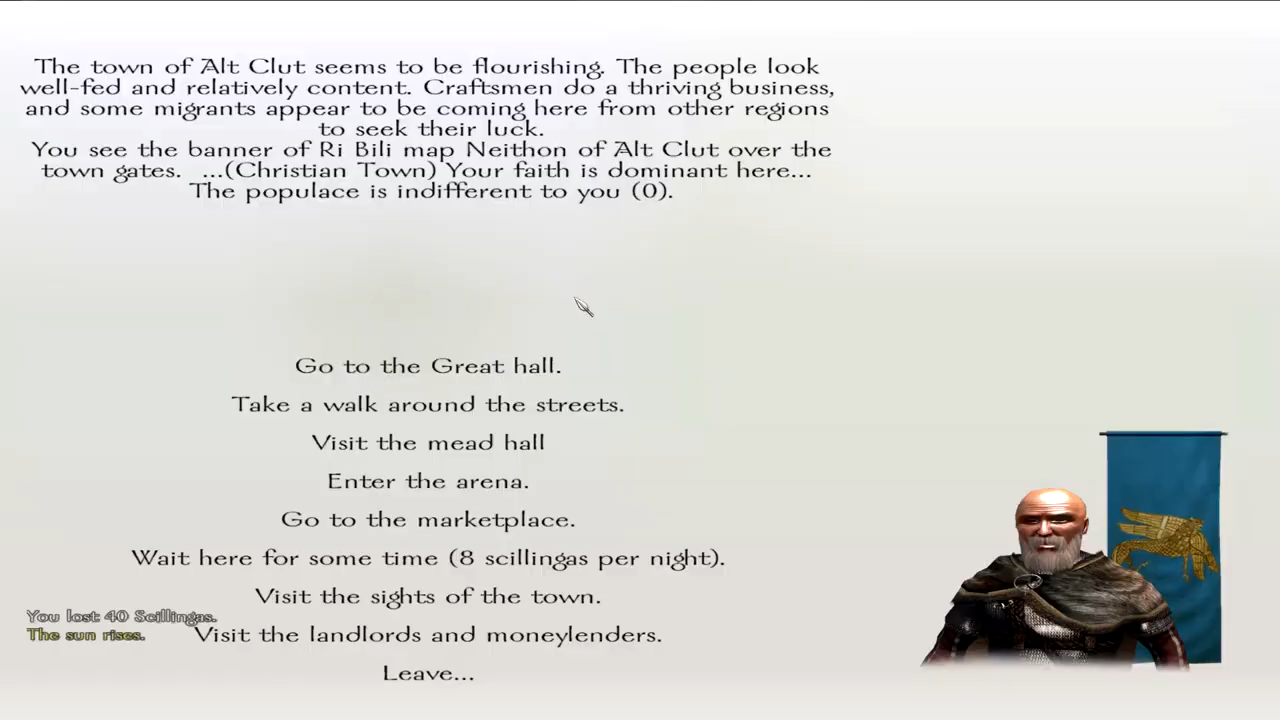 The town of Alt Clut seems to be flourishing. The people look
well-fed and relatively content. Craftsmen do a thriving business,
and some migrants appear to be coming here from other regions
to seek their luck.
You see the banner of Ri Bili map Neithon of Alt Clut over the
town gates. ...(Christian Town) Your faith is dominant here...
The populace is indifferent to you (0).
Go to the Great hall.
Take a walk around the streets.
Visit the mead hall
Enter the arena.
Go to the marketplace.
Wait here for some time (8 scillingas per night).
Visit the sights of the town.
You lost 40 Scillingas.
The sun rises.
Visit the landlords and moneylenders.
Leave...